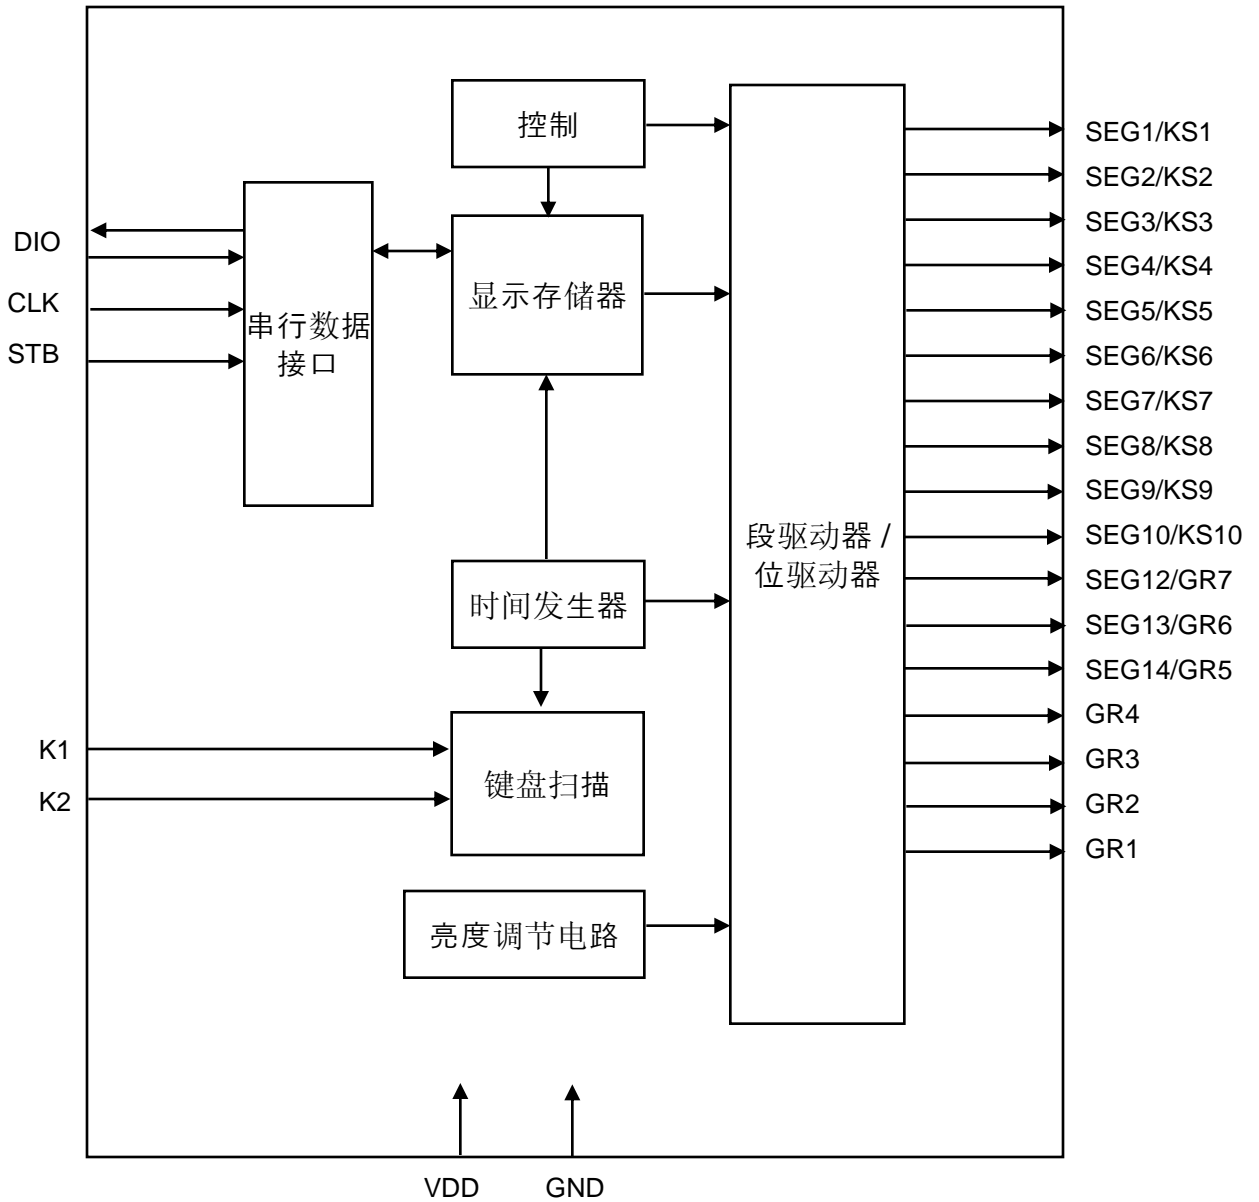 控制
DIO
CLK
STB
串行数据
接口
显示存储器
时间发生器
K1
K2
键盘扫描
亮度调节电路
段驱动器 /
位驱动器
SEG1/KS1
SEG2/KS2
SEG3/KS3
SEG4/KS4
SEG5/KS5
SEG6/KS6
SEG7/KS7
SEG8/KS8
SEG9/KS9
SEG10/KS10
SEG12/GR7
SEG13/GR6
SEG14/GR5
GR4
GR3
GR2
GR1
VDD
GND